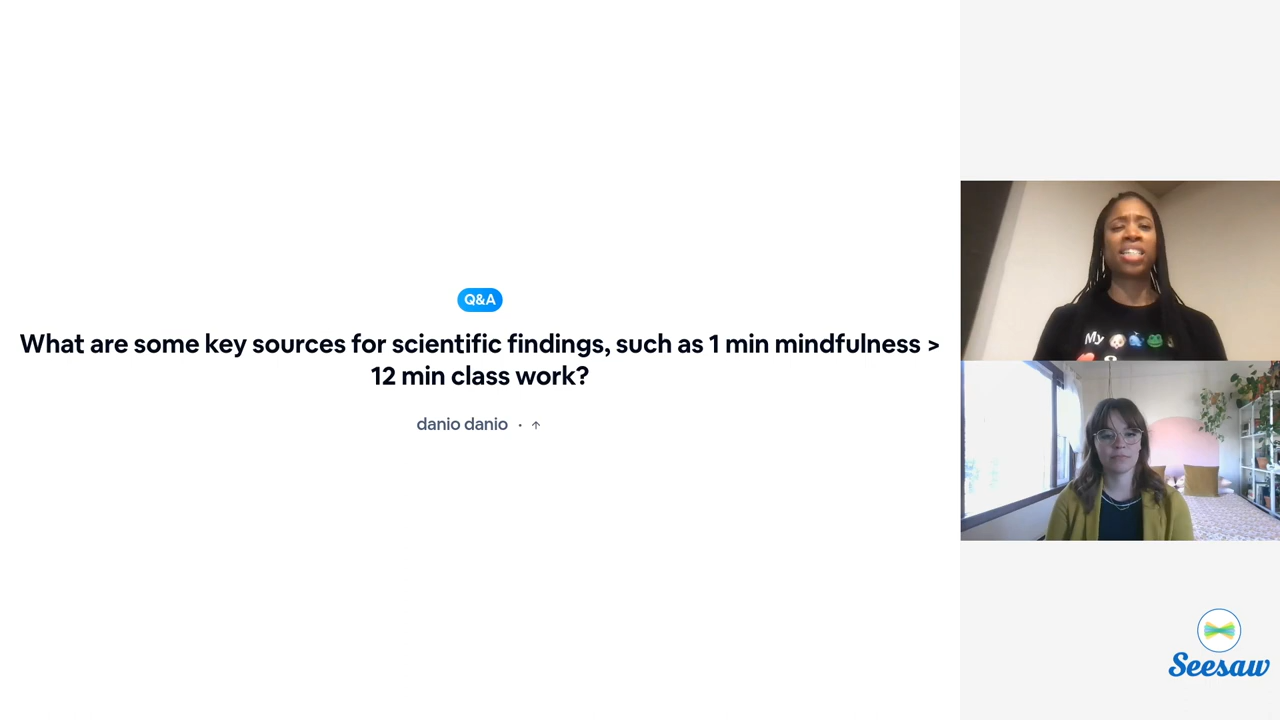 Q&A
What are some key sources for scientific findings, such as 1 min mindfulness >
12 min class work?
danio danio · ↑
My
Seesaw